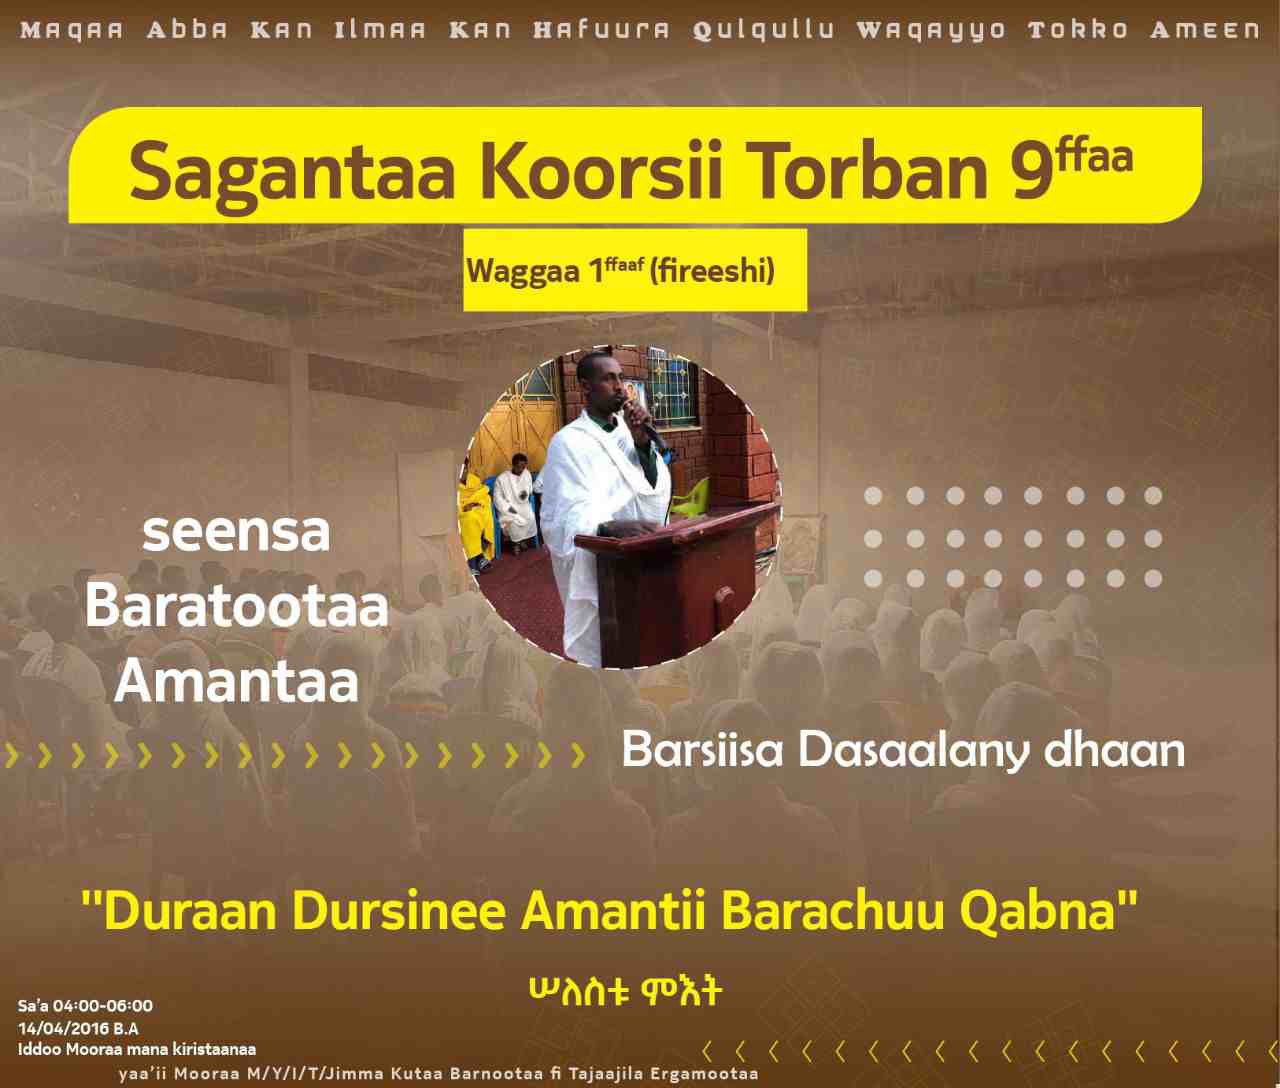 Maqaa Abba Kan Ilmaa Kan Hafuura Qulqullu Waqayyo Tokko Ameen
Sagantaa Koorsii Torban 9ffaa
Waggaa 1ffaaf (fireeshi)
seensa
Baratootaa
Amantaa
Barsiisa Dasaalany dhaan
"Duraan Dursinee Amantii Barachuu Qabna"
ሠለስቱ ምእት
Sa'a 04:00-06:00
14/04/2016 B.A
Iddoo Mooraa mana kiristaanaa
yaa'ii Mooraa M/Y/I/T/Jimma Kutaa Barnootaa fi Tajaajila Ergamootaa